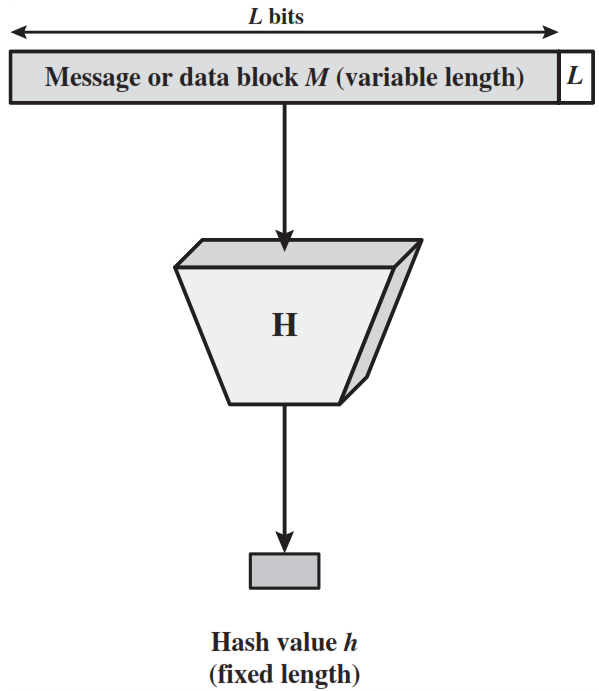 L bits
Message or data block M (variable length) L
H
Hash value h
(fixed length)